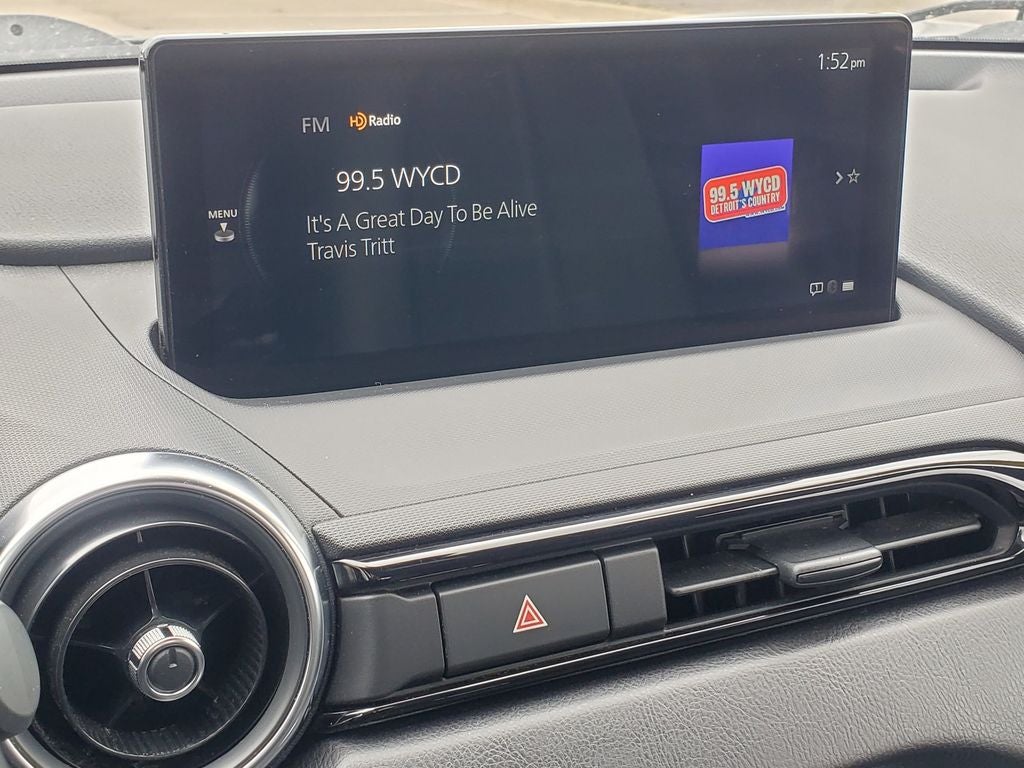 1:52pm
FM HD Radio
99.5 WYCD
MENU
It's A Great Day To Be Alive
Travis Tritt
99.5 WYCD
DETROIT'S COUNTRY
1